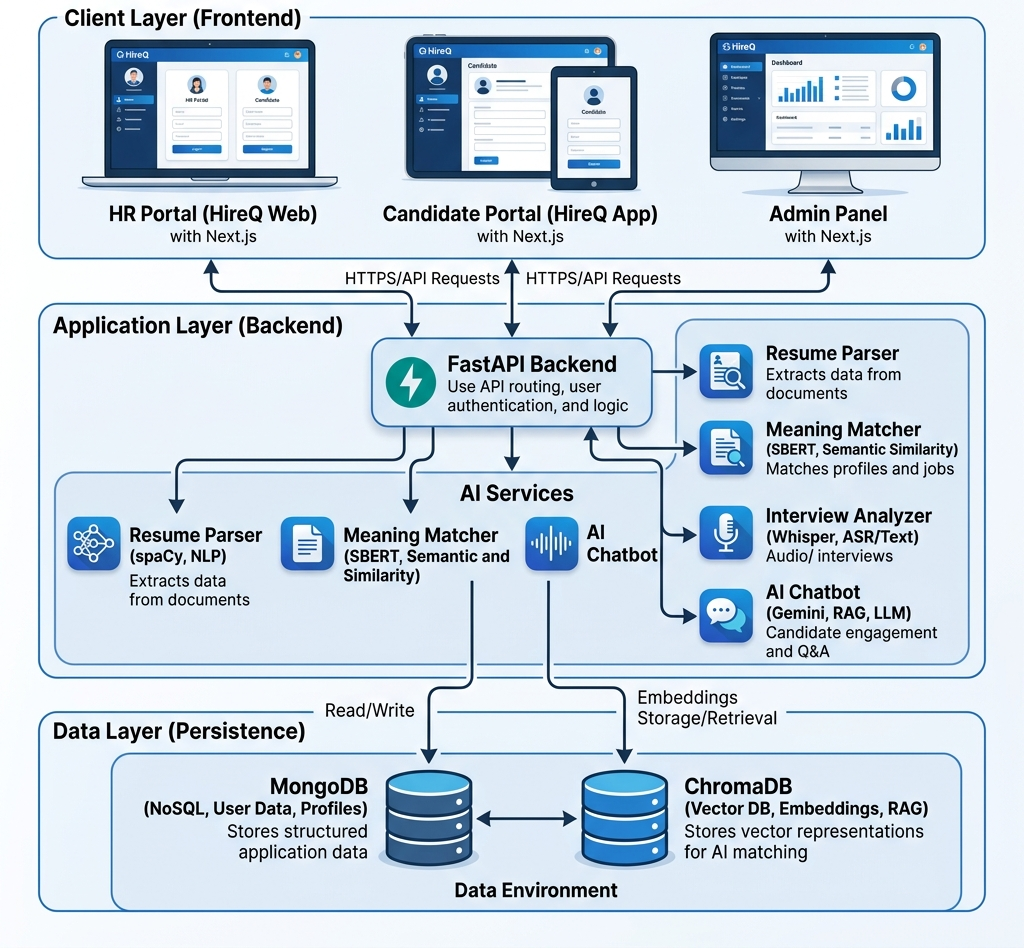 Client Layer (Frontend)
HireQ
HR Portal
Candidate
HireQ
Candidate
Candidate
HireQ
Dashboard
HR Portal (HireQ Web)
with Next.js
Candidate Portal (HireQ App)
with Next.js
Admin Panel
with Next.js
HTTPS/API Requests
HTTPS/API Requests
Application Layer (Backend)
FastAPI Backend
Use API routing, user
authentication, and logic
Resume Parser
Extracts data from
documents
Meaning Matcher
(SBERT, Semantic Similarity)
Matches profiles and jobs
Interview Analyzer
(Whisper, ASR/Text)
Audio/ interviews
AI Chatbot
(Gemini, RAG, LLM)
Candidate engagement
and Q&A
AI Services
Resume Parser
(spaCy, NLP)
Extracts data
from documents
Meaning Matcher
(SBERT, Semantic and
Similarity)
AI
Chatbot
Read/Write
Embeddings
Storage/Retrieval
Data Layer (Persistence)
MongoDB
(NoSQL, User Data, Profiles)
Stores structured
application data
ChromaDB
(Vector DB, Embeddings, RAG)
Stores vector representations
for AI matching
Data Environment